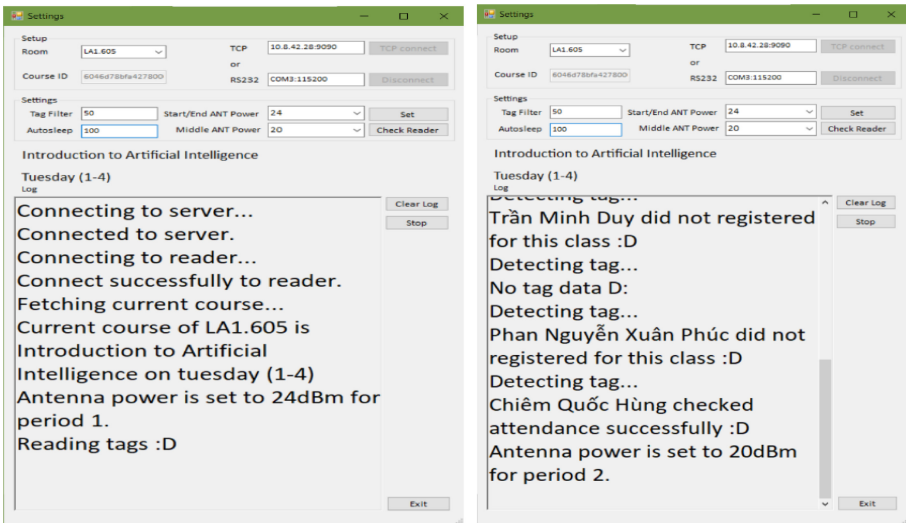 Settings
Setup
Room LA1.605 TCP 10.8.42.28:9090 TCP connect
or
Course ID 6046d78bfa427800 RS232 COM3:115200 Disconnect
Settings
Tag Filter 50 Start/End ANT Power 24 Set
Autosleep 100 Middle ANT Power 20 Check Reader
Introduction to Artificial Intelligence
Tuesday (1-4)
Log
Clear Log
Stop
Connecting to server...
Connected to server.
Connecting to reader...
Connect successfully to reader.
Fetching current course...
Current course of LA1.605 is
Introduction to Artificial
Intelligence on tuesday (1-4)
Antenna power is set to 24dBm for
period 1.
Reading tags :D
Exit
Settings
Setup
Room LA1.605 TCP 10.8.42.28:9090 TCP connect
or
Course ID 6046d78bfa427800 RS232 COM3:115200 Disconnect
Settings
Tag Filter 50 Start/End ANT Power 24 Set
Autosleep 100 Middle ANT Power 20 Check Reader
Introduction to Artificial Intelligence
Tuesday (1-4)
Log
Clear Log
Stop
Detecting tag...
Trần Minh Duy did not registered
for this class :D
Detecting tag...
No tag data D:
Detecting tag...
Phan Nguyễn Xuân Phúc did not
registered for this class :D
Detecting tag...
Chiêm Quốc Hùng checked
attendance successfully :D
Antenna power is set to 20dBm
for period 2.
Exit